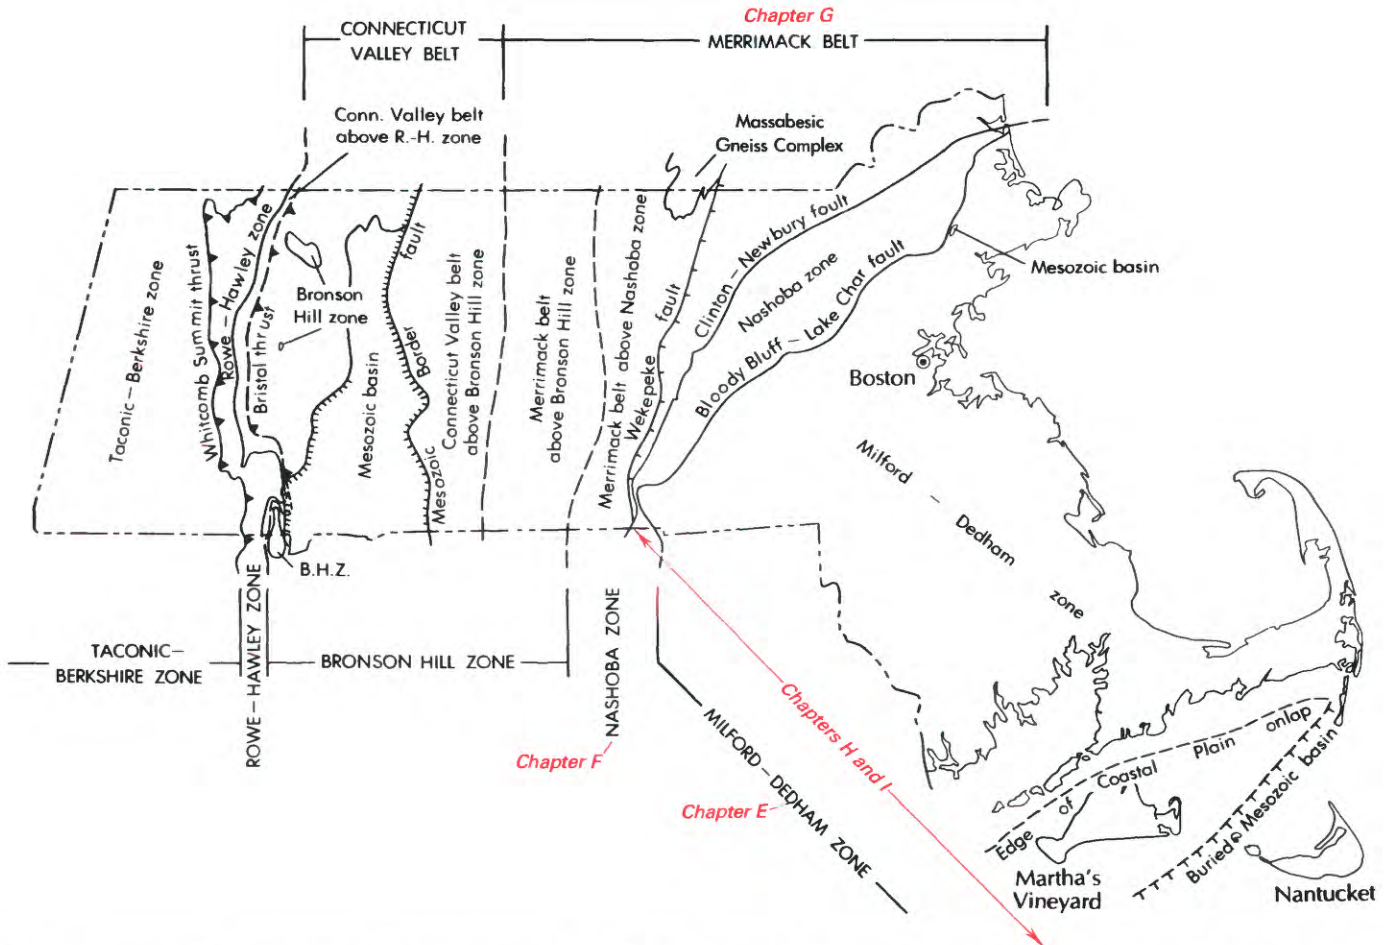 Chapter G
CONNECTICUT
VALLEY BELT
MERRIMACK BELT
Conn. Valley belt
above R.-H. zone
Massabesic
Gneiss Complex
Taconic – Berkshire zone
Whitcomb Summit thrust
Rowe – Hawley zone
Bristol thrust
Bronson
Hill zone
Mesozoic basin
Mesozoic Border fault
Connecticut Valley belt
above Bronson Hill zone
Merrimack belt
above Bronson Hill zone
Merrimack belt above Nashoba zone
Wekepeke fault
Clinton – Newbury fault
Nashoba zone
Bloody Bluff – Lake Char fault
Mesozoic basin
Boston
Milford – Dedham zone
B.H.Z.
TACONIC–
BERKSHIRE ZONE
ROWE – HAWLEY ZONE
BRONSON HILL ZONE
NASHOBA ZONE
Chapter F
MILFORD – DEDHAM ZONE
Chapter E
Chapters H and I
Edge of Coastal Plain onlap
Buried Mesozoic basin
Martha's
Vineyard
Nantucket